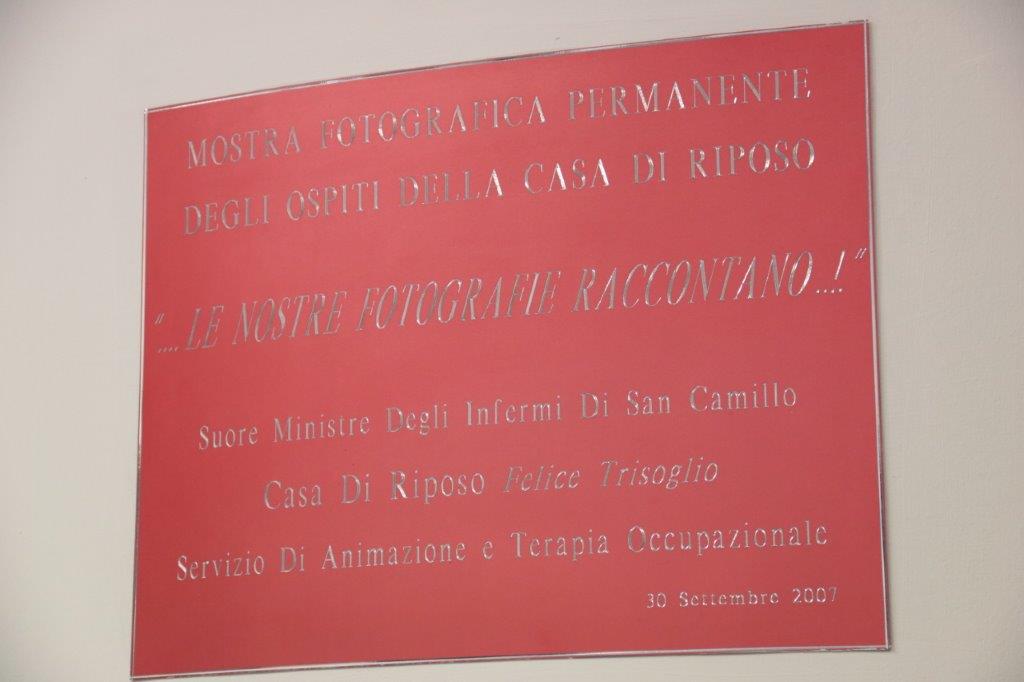 MOSTRA FOTOGRAFICA PERMANENTE
DEGLI OSPITI DELLA CASA DI RIPOSO
"....LE NOSTRE FOTOGRAFIE RACCONTANO..!"
Suore Ministre Degli Infermi Di San Camillo
Casa Di Riposo Felice Trisoglio
Servizio Di Animazione e Terapia Occupazionale
30 Settembre 2007